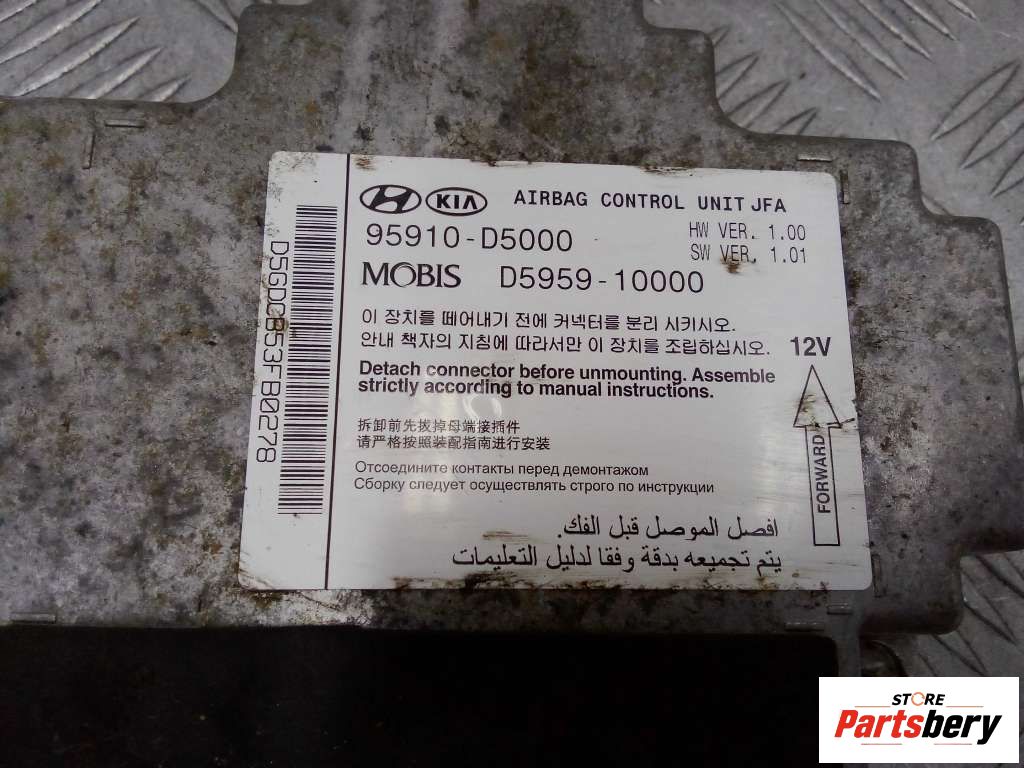 KIA
AIRBAG CONTROL UNIT JFA
95910-D5000
HW VER. 1.00
SW VER. 1.01
MOBIS D5959-10000
이 장치를 떼어내기 전에 커넥터를 분리 시키시오.
안내 책자의 지침에 따라서만 이 장치를 조립하십시오.
12V
Detach connector before unmounting. Assemble
strictly according to manual instructions.
拆卸前先拔掉母端接插件
请严格按照装配指南进行安装
Отсоедините контакты перед демонтажом
Сборку следует осуществлять строго по инструкции
افصل الموصل قبل الفك.
يتم تجميعه بدقة وفقا لدليل التعليمات
FORWARD
STORE
Partsbery